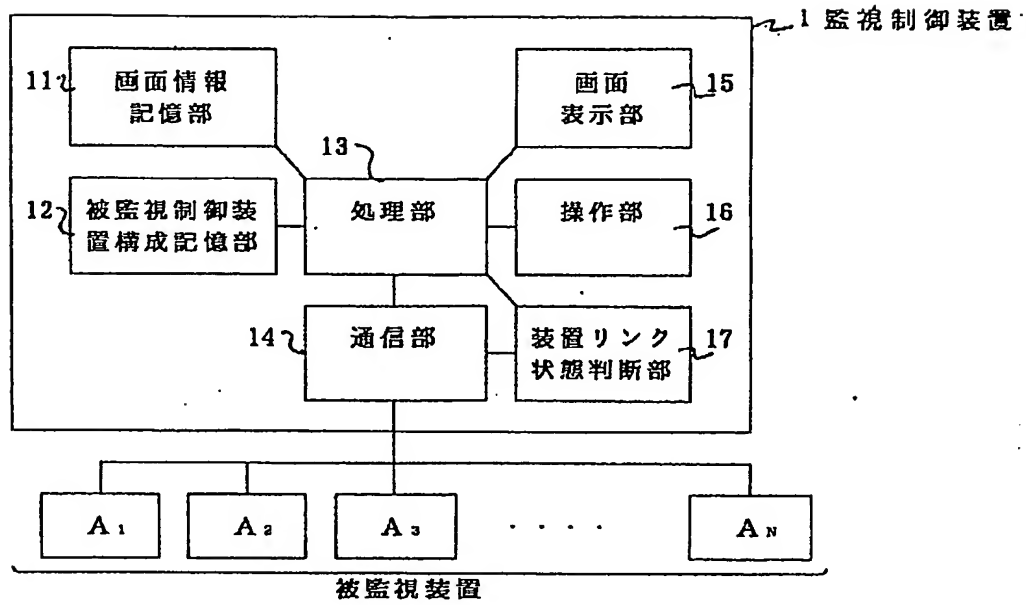 1 監視制御装置
11
画面情報
記憶部
15
画面
表示部
13
12
被監視制御装
置構成記憶部
処理部
操作部
16
14
通信部
装置リンク
状態判断部
17
A₁
A₂
A₃
.....
A_N
被監視装置